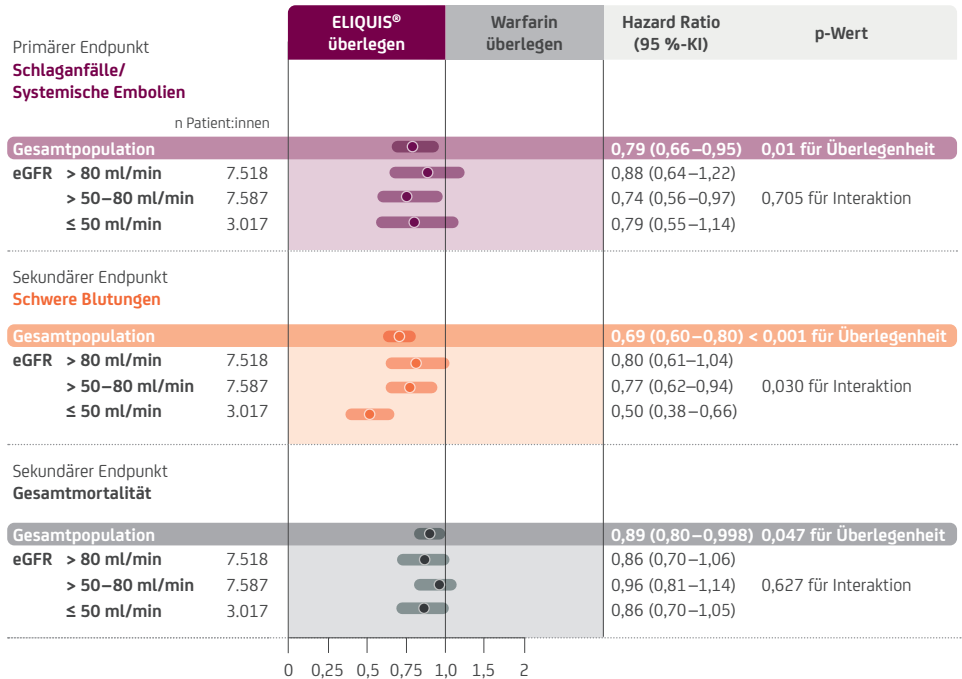 ELIQUIS® überlegen
Warfarin überlegen
Hazard Ratio (95 %-KI)
p-Wert
Primärer Endpunkt
Schlaganfälle/
Systemische Embolien
n Patient:innen
Gesamtpopulation 0,79 (0,66–0,95) 0,01 für Überlegenheit
eGFR > 80 ml/min 7.518 0,88 (0,64–1,22)
> 50–80 ml/min 7.587 0,74 (0,56–0,97) 0,705 für Interaktion
≤ 50 ml/min 3.017 0,79 (0,55–1,14)
Sekundärer Endpunkt
Schwere Blutungen
Gesamtpopulation 0,69 (0,60–0,80) < 0,001 für Überlegenheit
eGFR > 80 ml/min 7.518 0,80 (0,61–1,04)
> 50–80 ml/min 7.587 0,77 (0,62–0,94) 0,030 für Interaktion
≤ 50 ml/min 3.017 0,50 (0,38–0,66)
Sekundärer Endpunkt
Gesamtmortalität
Gesamtpopulation 0,89 (0,80–0,998) 0,047 für Überlegenheit
eGFR > 80 ml/min 7.518 0,86 (0,70–1,06)
> 50–80 ml/min 7.587 0,96 (0,81–1,14) 0,627 für Interaktion
≤ 50 ml/min 3.017 0,86 (0,70–1,05)
0 0,25 0,5 0,75 1,0 1,5 2